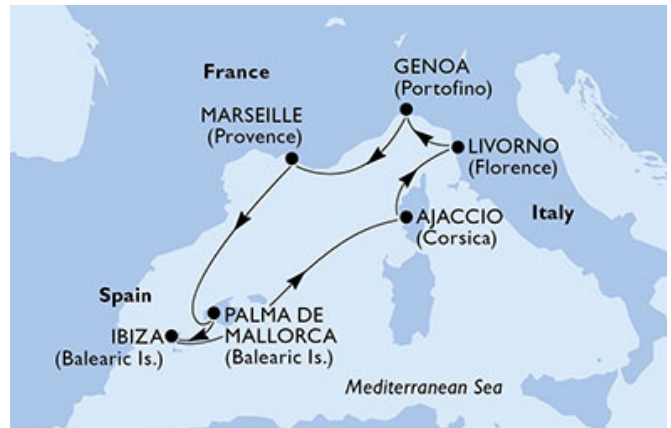 France
GENOA
(Portofino)
MARSEILLE
(Provence)
LIVORNO
(Florence)
AJACCIO
(Corsica)
Italy
Spain
PALMA DE
MALLORCA
(Balearic Is.)
IBIZA
(Balearic Is.)
Mediterranean Sea